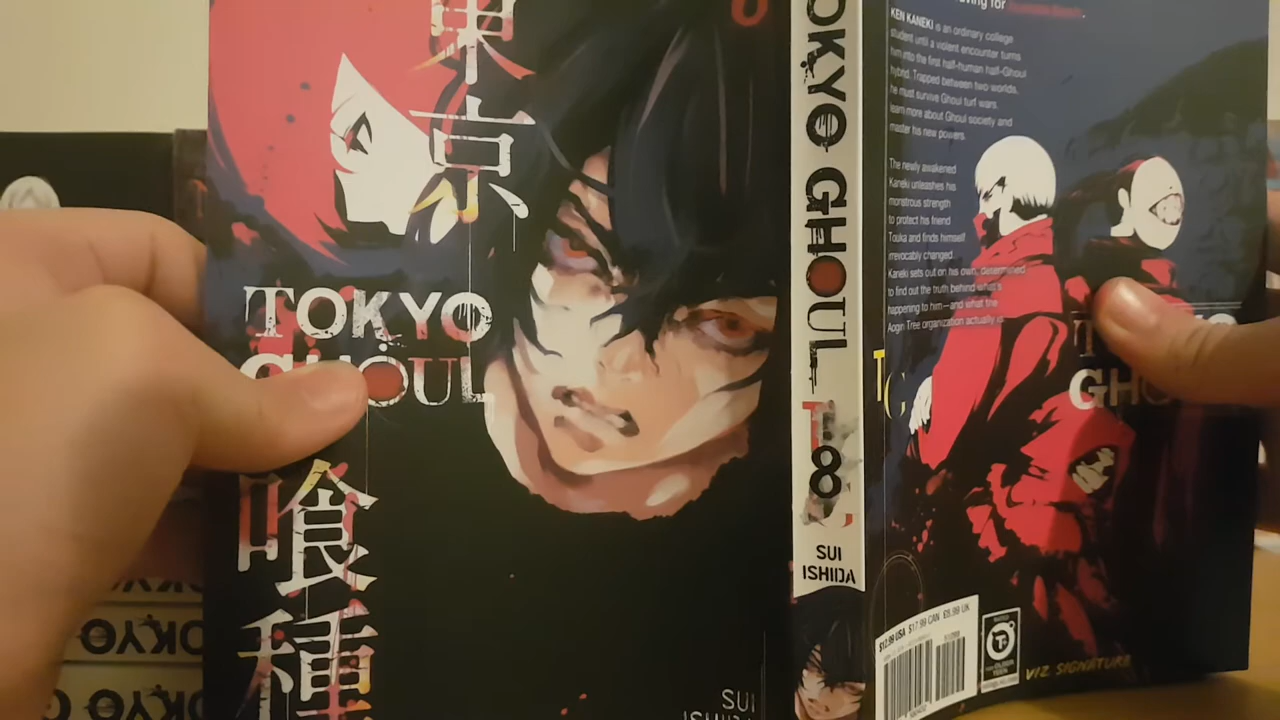 東京
TOKYO
GHOUL
喰種
SUI
ISHIDA
TOKYO GHOUL
8
SUI
ISHIDA
KEN KANEKI is an ordinary college
student until a violent encounter turns
him into the first half-human half-Ghoul
hybrid. Trapped between two worlds,
he must survive Ghoul turf wars,
learn more about Ghoul society and
master his new powers.
The newly awakened
Kaneki unleashes his
monstrous strength
to protect his friend
Touka and finds himself
irrevocably changed.
Kaneki sets out on his own, determined
to find out the truth behind what's
happening to him—and what the
Aogiri Tree organization actually is.
$12.99 USA $17.99 CAN £8.99 UK
VIZ SIGNATURE
TOKYO